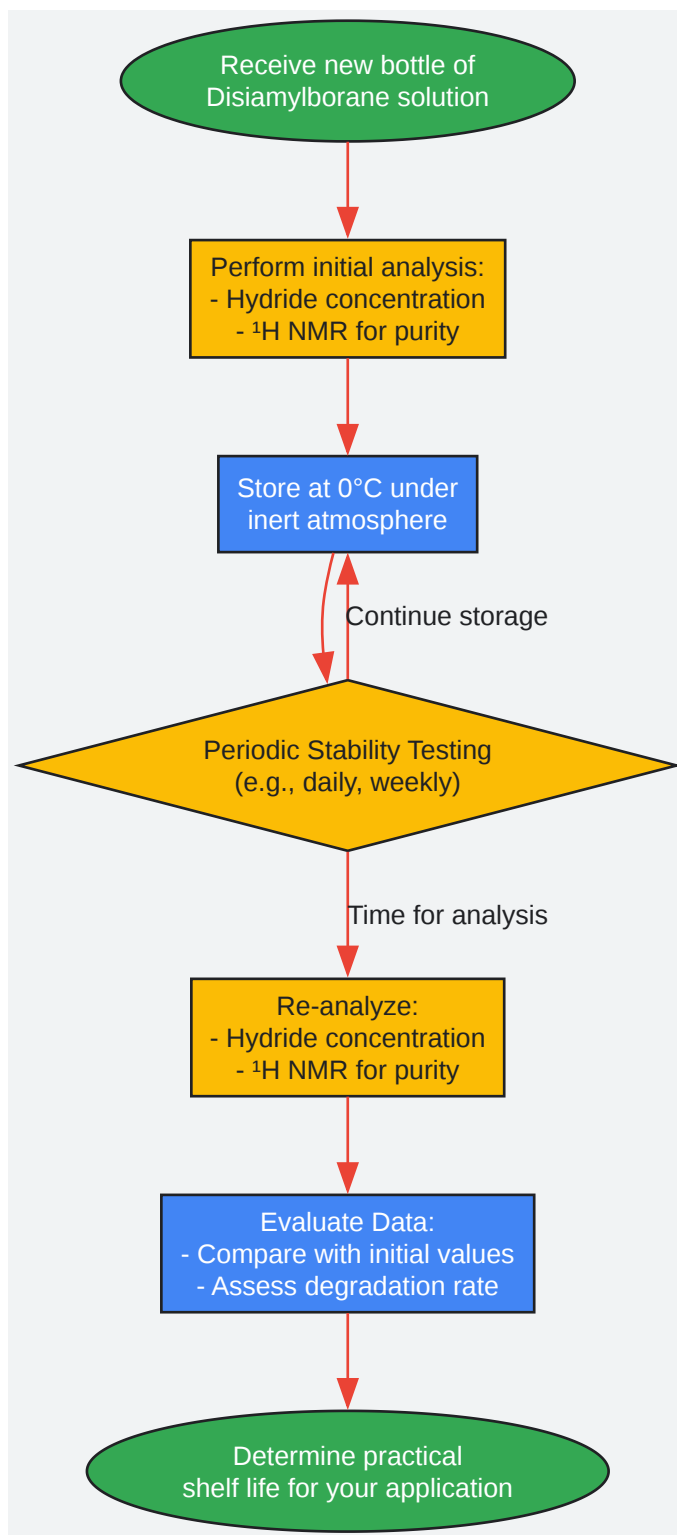 Receive new bottle of
Disiamylborane solution
Perform initial analysis:
- Hydride concentration
- ¹H NMR for purity
Store at 0°C under
inert atmosphere
Continue storage
Periodic Stability Testing
(e.g., daily, weekly)
Time for analysis
Re-analyze:
- Hydride concentration
- ¹H NMR for purity
Evaluate Data:
- Compare with initial values
- Assess degradation rate
Determine practical
shelf life for your application